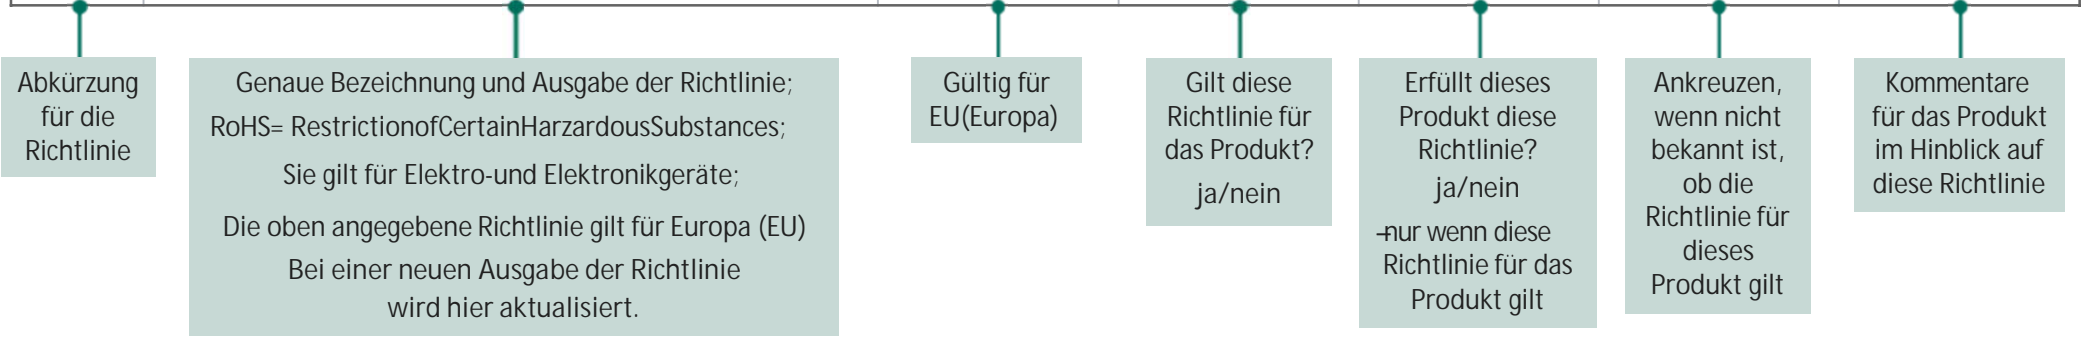 Abkürzung
für die
Richtlinie
Genaue Bezeichnung und Ausgabe der Richtlinie;
RoHS= RestrictionofCertainHarzardousSubstances;
Sie gilt für Elektro-und Elektronikgeräte;
Die oben angegebene Richtlinie gilt für Europa (EU)
Bei einer neuen Ausgabe der Richtlinie
wird hier aktualisiert.
Gültig für
EU(Europa)
Gilt diese
Richtlinie für
das Produkt?
ja/nein
Erfüllt dieses
Produkt diese
Richtlinie?
ja/nein
–nur wenn diese
Richtlinie für das
Produkt gilt
Ankreuzen,
wenn nicht
bekannt ist,
ob die
Richtlinie für
dieses
Produkt gilt
Kommentare
für das Produkt
im Hinblick auf
diese Richtlinie